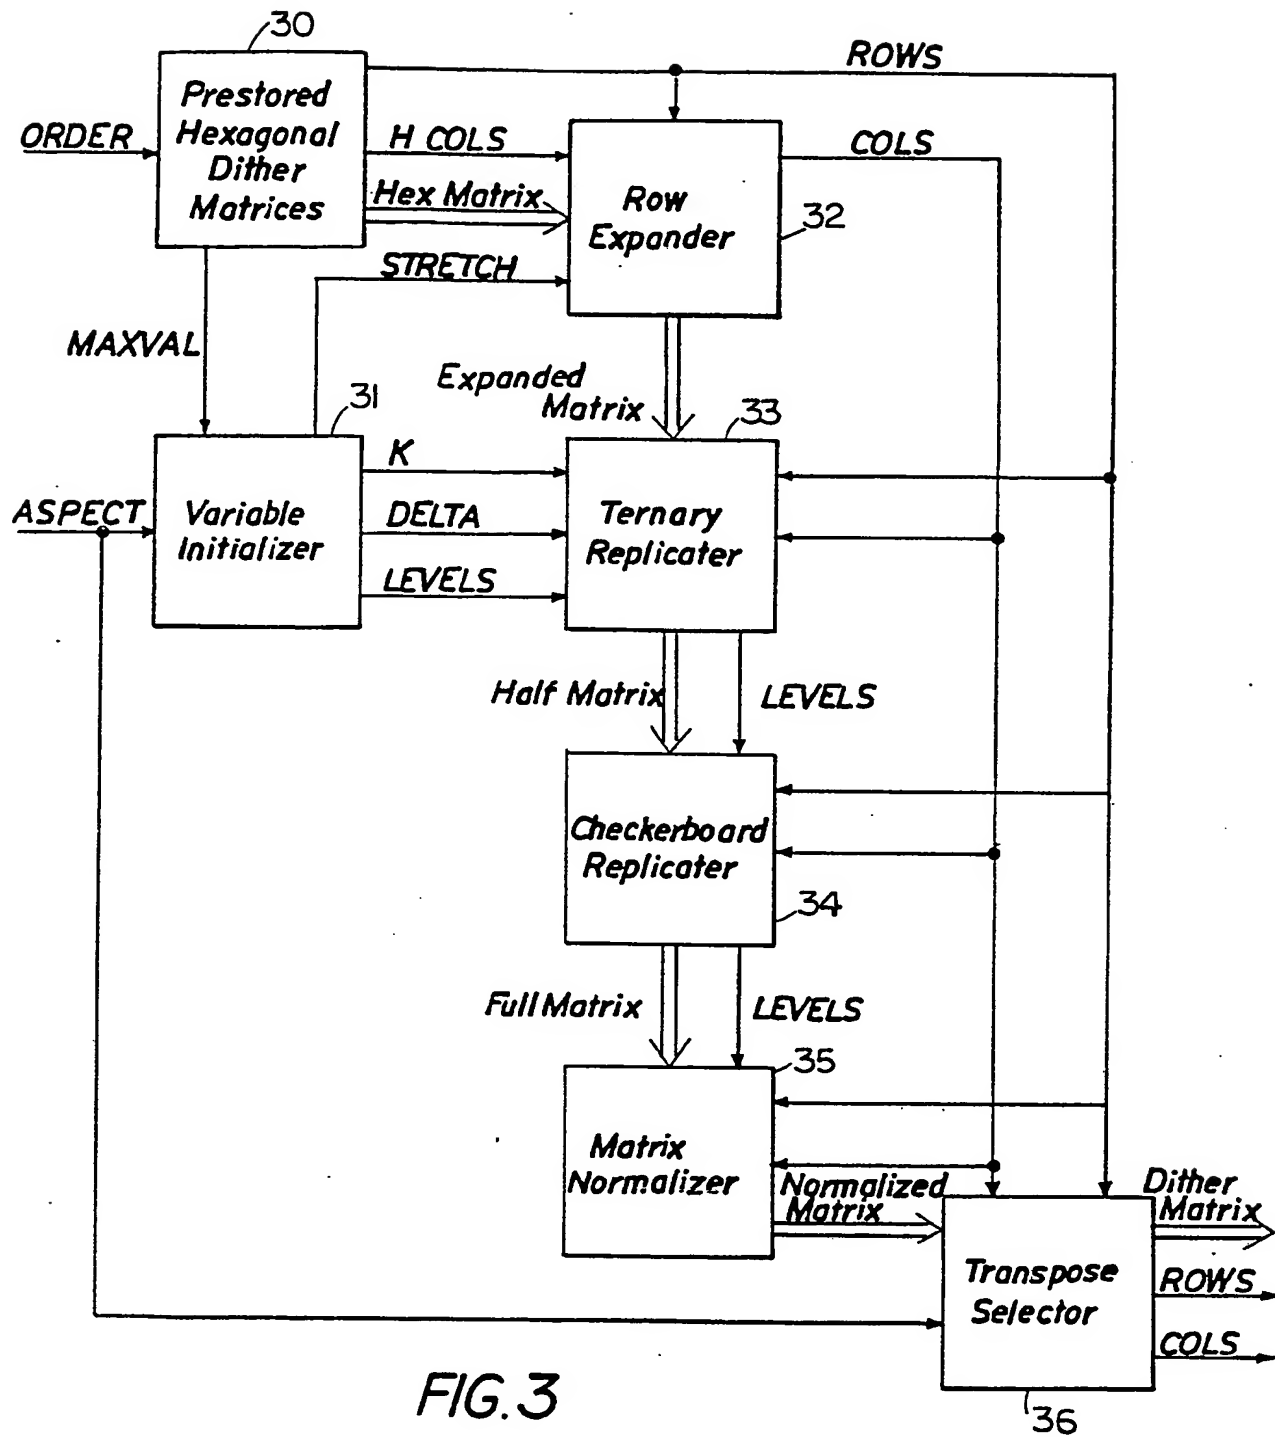 30
ROWS
Prestored
Hexagonal
Dither
Matrices
ORDER
H COLS
COLS
Hex Matrix
Row
Expander
32
STRETCH
MAXVAL
Expanded
Matrix
31
33
K
ASPECT
Variable
Initializer
DELTA
Ternary
Replicater
LEVELS
Half Matrix
LEVELS
Checkerboard
Replicater
34
Full Matrix
LEVELS
35
Matrix
Normalizer
Normalized
Matrix
Dither
Matrix
Transpose
Selector
ROWS
COLS
FIG. 3
36